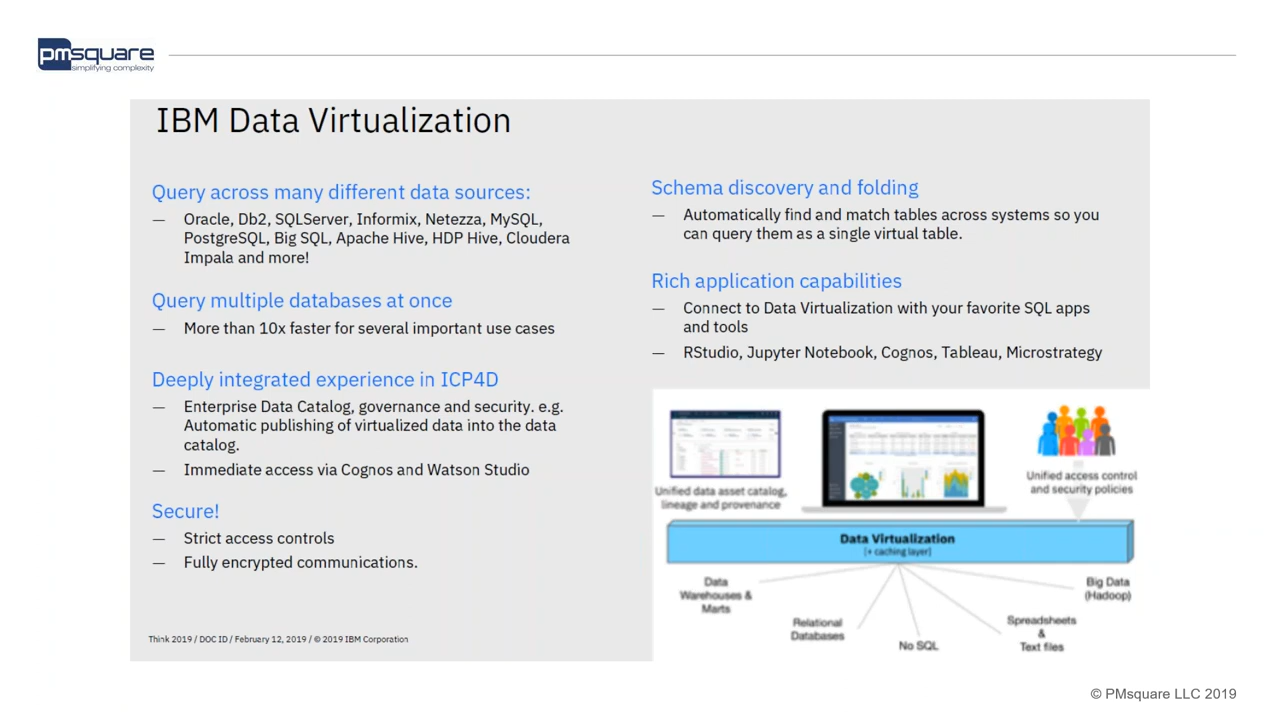 pmsquare
simplifying complexity
IBM Data Virtualization
Query across many different data sources:
— Oracle, Db2, SQLServer, Informix, Netezza, MySQL,
PostgreSQL, Big SQL, Apache Hive, HDP Hive, Cloudera
Impala and more!
Query multiple databases at once
— More than 10x faster for several important use cases
Deeply integrated experience in ICP4D
— Enterprise Data Catalog, governance and security. e.g.
Automatic publishing of virtualized data into the data
catalog.
— Immediate access via Cognos and Watson Studio
Secure!
— Strict access controls
— Fully encrypted communications.
Think 2019 / DOC ID / February 12, 2019 / © 2019 IBM Corporation
Schema discovery and folding
— Automatically find and match tables across systems so you
can query them as a single virtual table.
Rich application capabilities
— Connect to Data Virtualization with your favorite SQL apps
and tools
— RStudio, Jupyter Notebook, Cognos, Tableau, Microstrategy
Unified data asset catalog,
lineage and provenance
Unified access control
and security policies
Data Virtualization
[+ caching layer]
Data
Warehouses &
Marts
Relational
Databases
No SQL
Spreadsheets
&
Text files
Big Data
(Hadoop)
© PMsquare LLC 2019